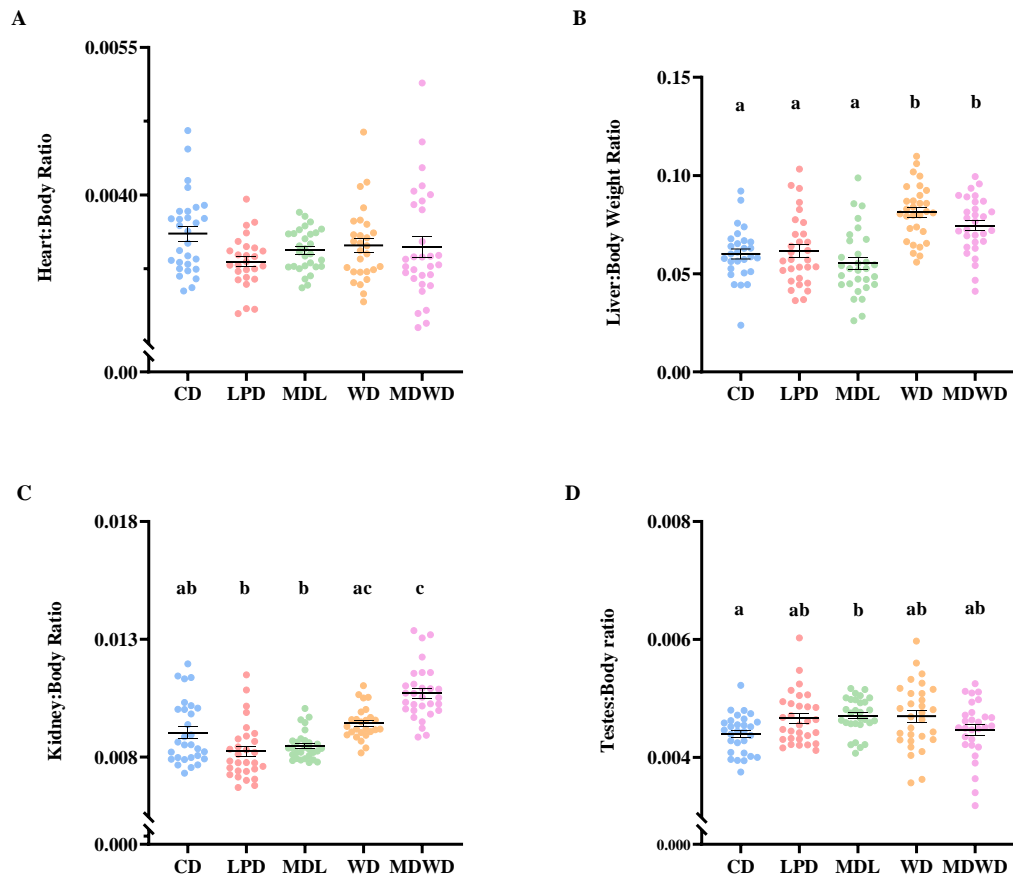 A
Heart:Body Ratio
0.0055
0.0040
0.00
CD LPD MDL WD MDWD
B
Liver:Body Weight Ratio
0.15
a a a b b
0.10
0.05
0.00
CD LPD MDL WD MDWD
C
Kidney:Body Ratio
0.018
ab b b ac c
0.013
0.008
0.000
CD LPD MDL WD MDWD
D
Testes:Body ratio
0.008
a ab b ab ab
0.006
0.004
0.000
CD LPD MDL WD MDWD